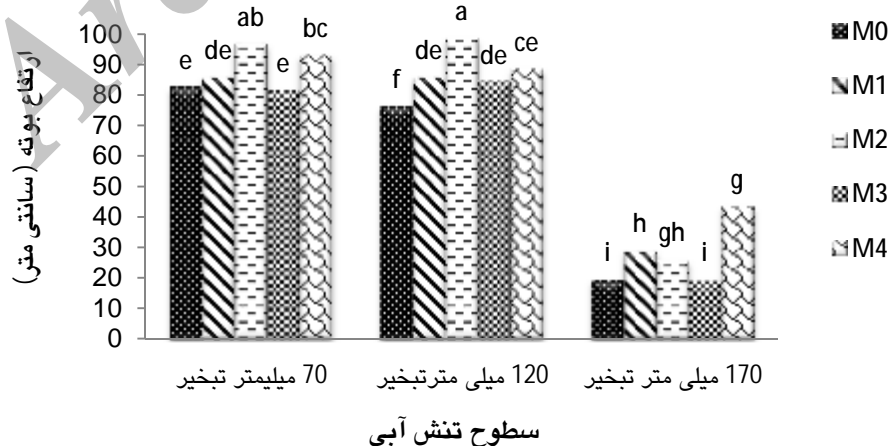 ab
a
e
de
e
bc
f
de
de
ce
i
h
gh
i
g
M0
M1
M2
M3
M4
100
90
80
70
60
50
40
30
20
10
0
ارتفاع بوته ( سانتی متر)
70 میلیمتر تبخیر
120 میلی مترتبخیر
170 میلی متر تبخیر
سطوح تنش آبی